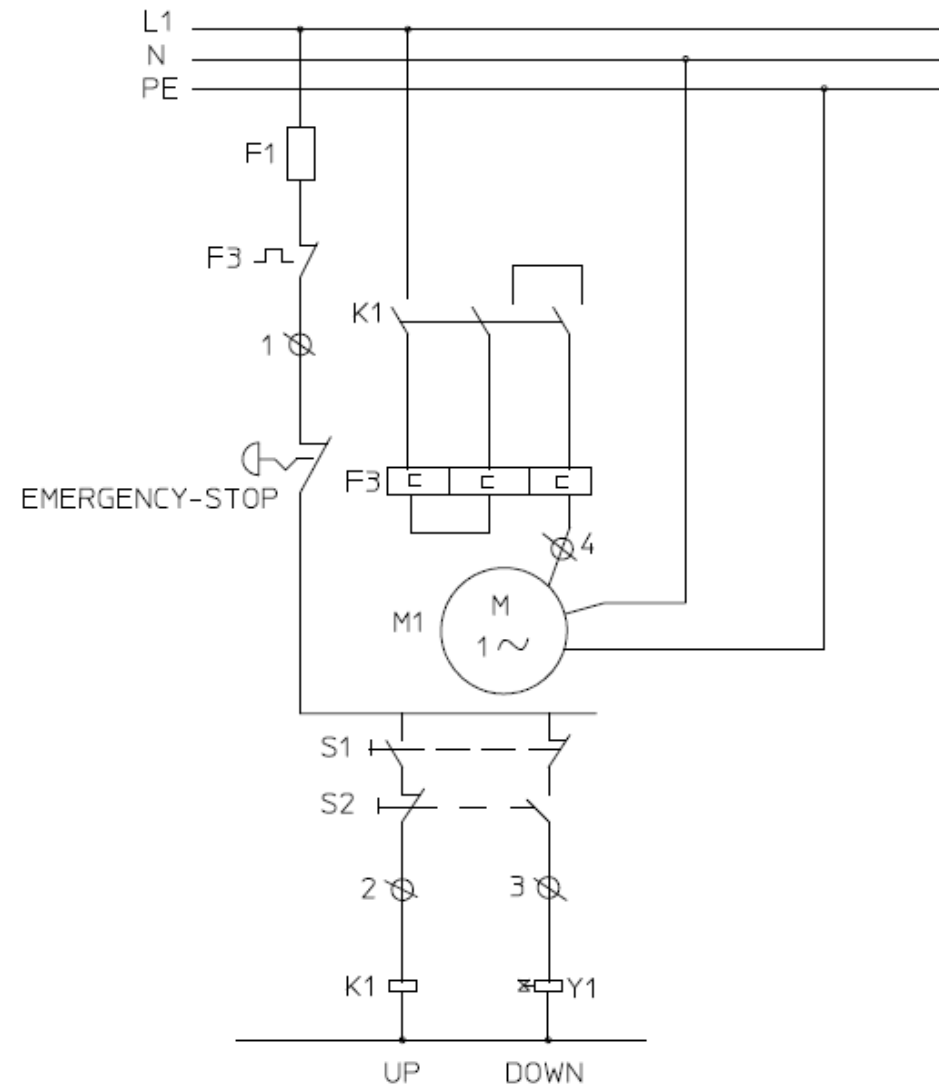 L1
N
PE
F1
F3
K1
1
F3
EMERGENCY-STOP
4
M1
M
1~
S1
S2
2
3
K1
Y1
UP
DOWN